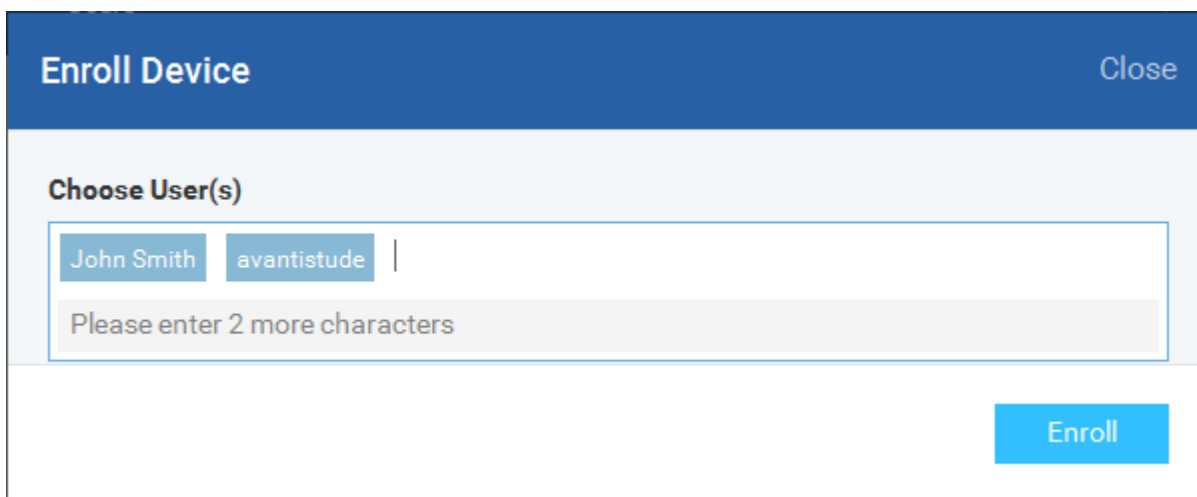 Enroll Device Close
Choose User(s)
John Smith avantistude
Please enter 2 more characters
Enroll